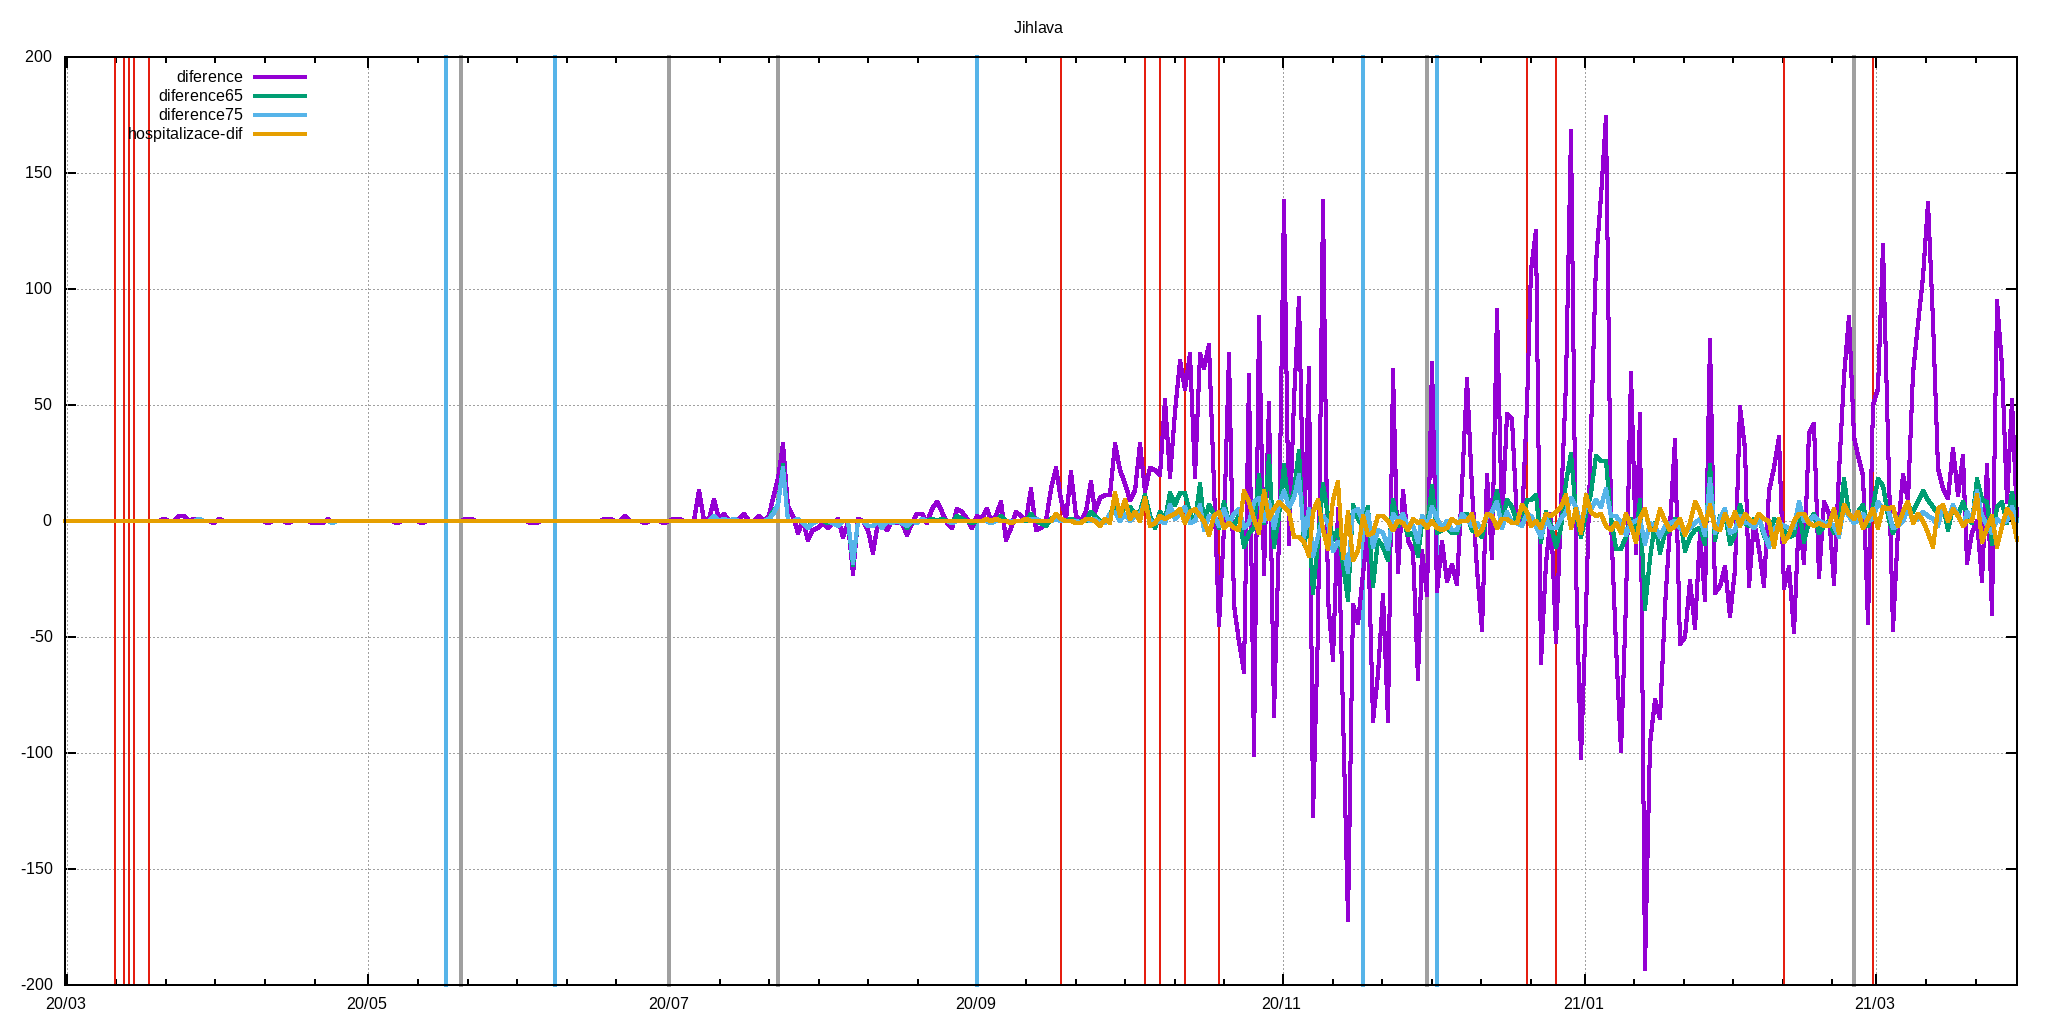 Jihlava
200
150
100
50
0
-50
-100
-150
-200
diference
diference65
diference75
hospitalizace-dif
20/03 20/05 20/07 20/09 20/11 21/01 21/03